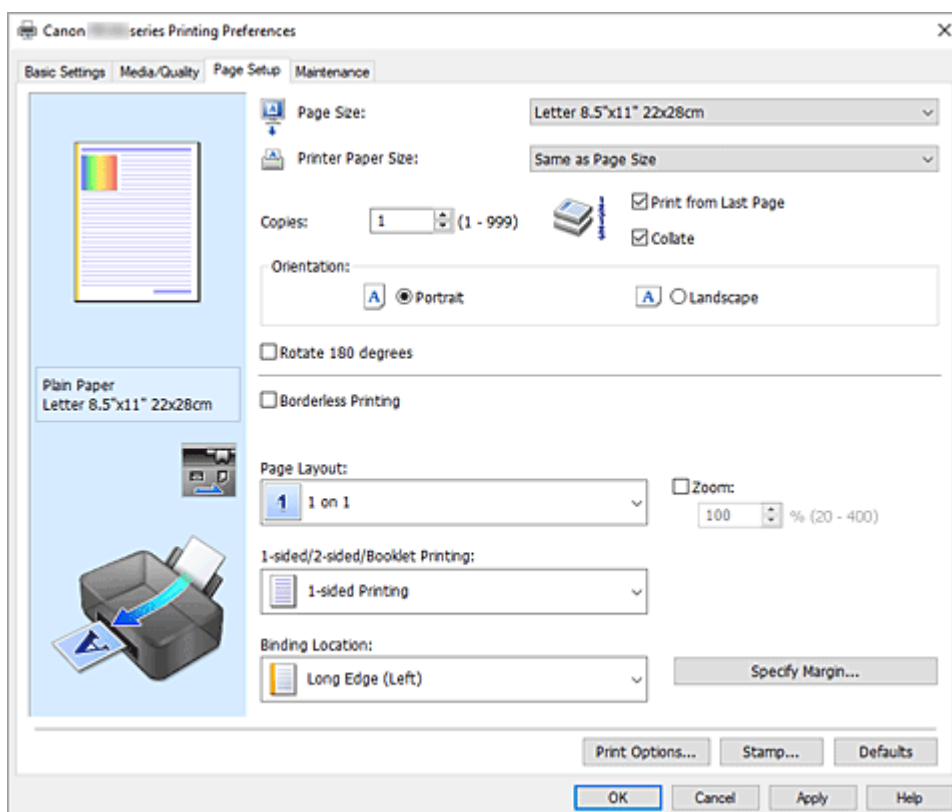 Canon series Printing Preferences
Basic Settings Media/Quality Page Setup Maintenance
Page Size: Letter 8.5"x11" 22x28cm
Printer Paper Size: Same as Page Size
Copies: 1 (1 - 999)
Print from Last Page
Collate
Orientation:
A Portrait A Landscape
Rotate 180 degrees
Plain Paper
Letter 8.5"x11" 22x28cm
Borderless Printing
Page Layout:
1 1 on 1
Zoom:
100 % (20 - 400)
1-sided/2-sided/Booklet Printing:
1-sided Printing
A
Binding Location:
Long Edge (Left) Specify Margin...
Print Options... Stamp... Defaults
OK Cancel Apply Help